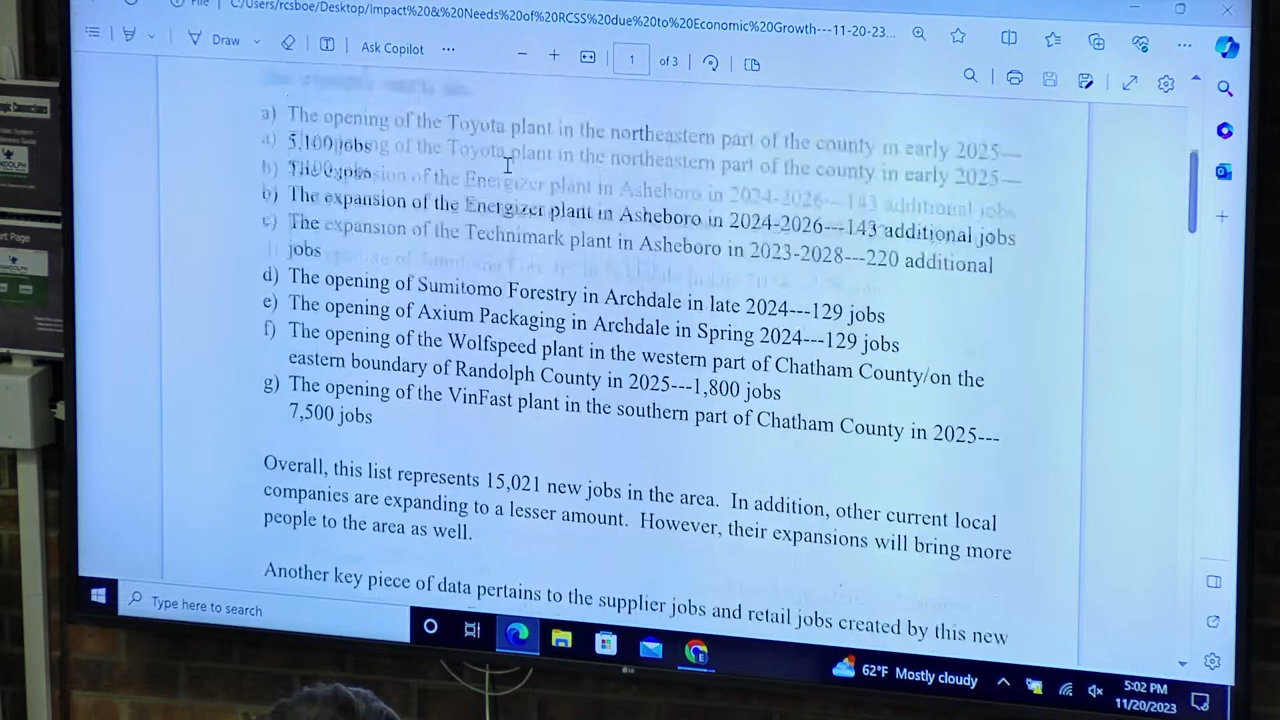 File C:/Users/rcsboe/Desktop/Impact%20&%20Needs%20of%20RCSS%20due%20to%20Economic%20Growth---11-20-23...
Draw Ask Copilot ... 1 of 3
a) The opening of the Toyota plant in the northeastern part of the county in early 2025---
5,100 jobs
b) The expansion of the Energizer plant in Asheboro in 2024-2026---143 additional jobs
c) The expansion of the Technimark plant in Asheboro in 2023-2028---220 additional
jobs
d) The opening of Sumitomo Forestry in Archdale in late 2024---129 jobs
e) The opening of Axium Packaging in Archdale in Spring 2024---129 jobs
f) The opening of the Wolfspeed plant in the western part of Chatham County/on the
eastern boundary of Randolph County in 2025---1,800 jobs
g) The opening of the VinFast plant in the southern part of Chatham County in 2025---
7,500 jobs
Overall, this list represents 15,021 new jobs in the area. In addition, other current local
companies are expanding to a lesser amount. However, their expansions will bring more
people to the area as well.
Another key piece of data pertains to the supplier jobs and retail jobs created by this new
Type here to search
62°F Mostly cloudy
5:02 PM
11/20/2023